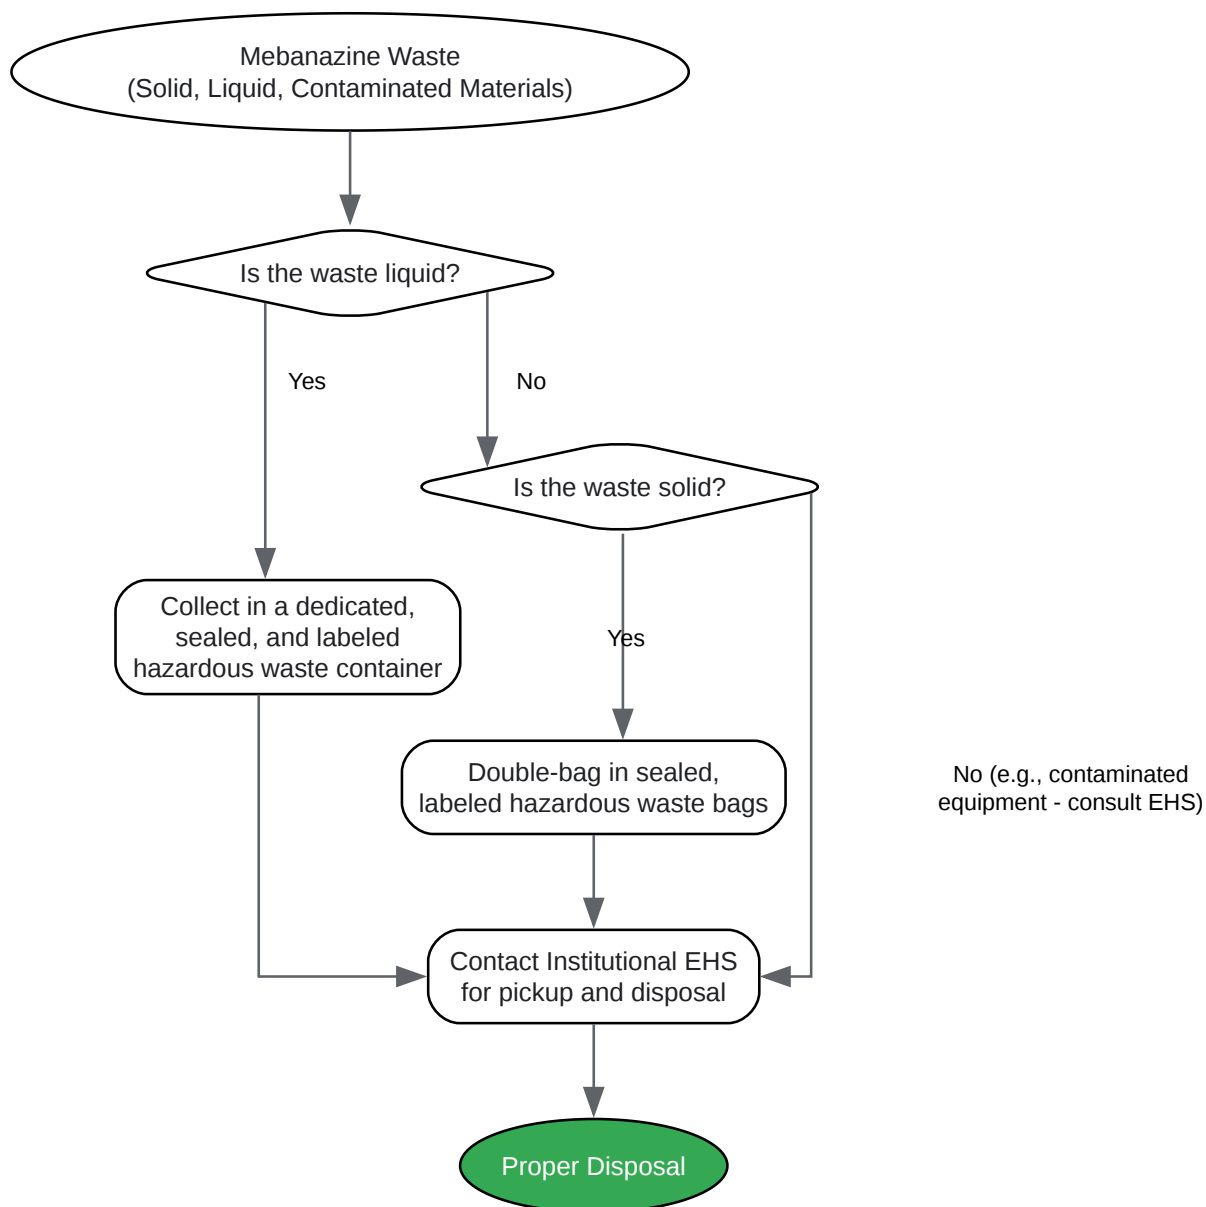 Mebanazine Waste
(Solid, Liquid, Contaminated Materials)
Is the waste liquid?
Yes
No
Is the waste solid?
Collect in a dedicated,
sealed, and labeled
hazardous waste container
Yes
Double-bag in sealed,
labeled hazardous waste bags
No (e.g., contaminated
equipment - consult EHS)
Contact Institutional EHS
for pickup and disposal
Proper Disposal